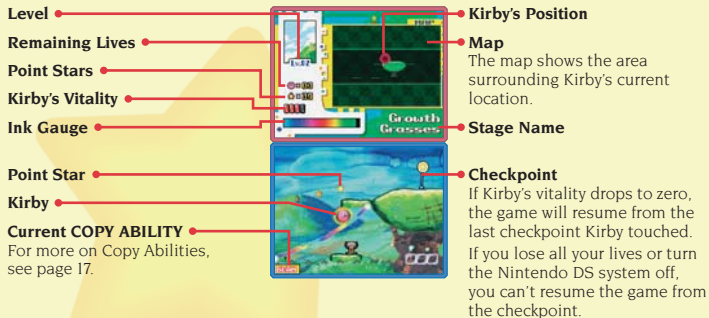 Level
Remaining Lives
Point Stars
Kirby's Vitality
Ink Gauge
Point Star
Kirby
Current COPY ABILITY
For more on Copy Abilities,
see page 17.
Growth
Grasses
Kirby's Position
Map
The map shows the area
surrounding Kirby's current
location.
Stage Name
Checkpoint
If Kirby's vitality drops to zero,
the game will resume from the
last checkpoint Kirby touched.
If you lose all your lives or turn
the Nintendo DS system off,
you can't resume the game from
the checkpoint.